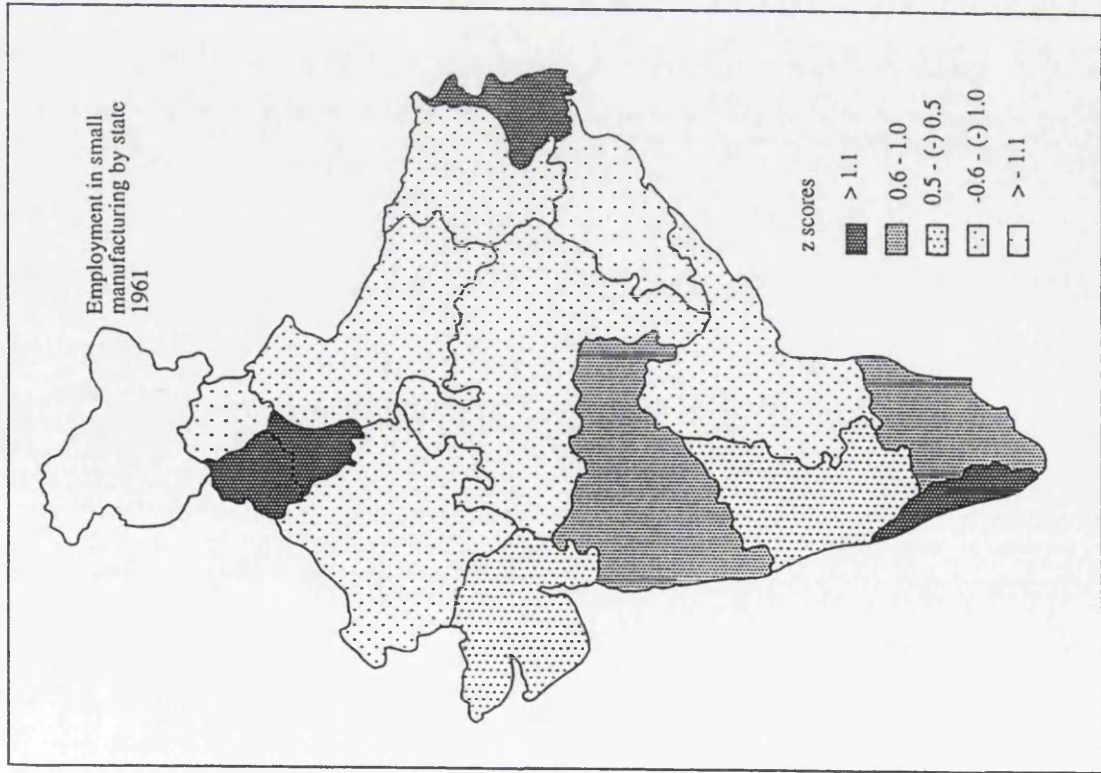 Employment in small
manufacturing by state
1961
z scores
> 1.1
0.6 - 1.0
0.5 - (-) 0.5
-0.6 - (-) 1.0
> -1.1